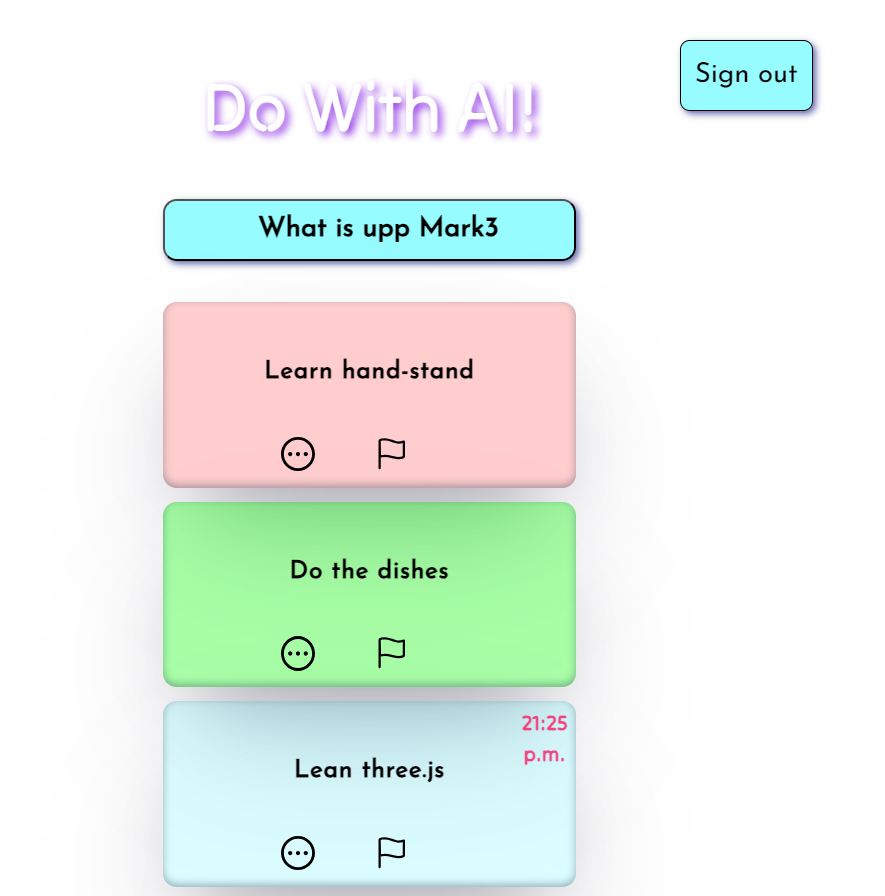 Sign out
Do With AI!
What is upp Mark3
Learn hand-stand
Do the dishes
21:25
p.m.
Lean three.js